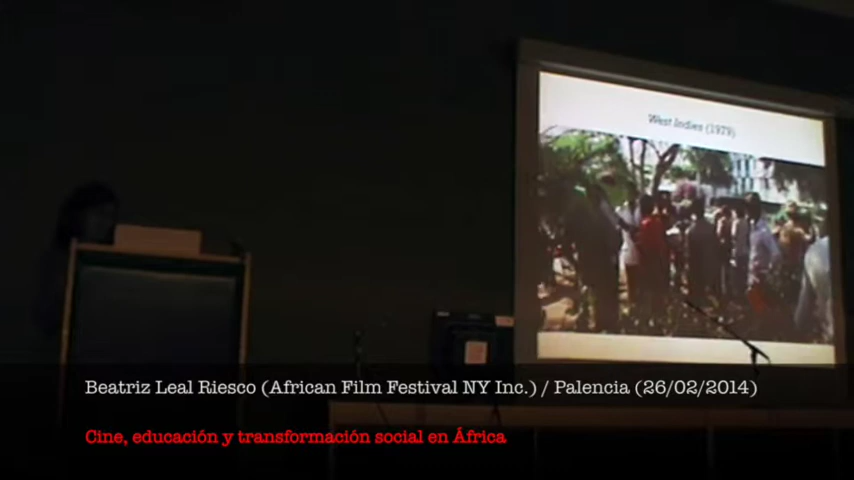 West Indies (1979)
Beatriz Leal Riesco (African Film Festival NY Inc.) / Palencia (26/02/2014)
Cine, educación y transformación social en África